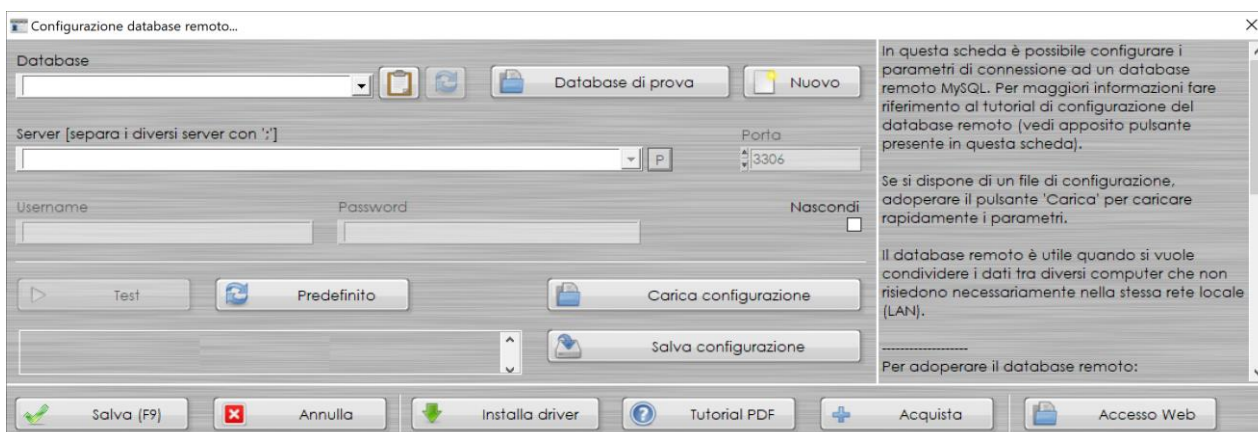 Configurazione database remoto...
Database
Database di prova
Nuovo
Server [separa i diversi server con ';']
Porta
P
3306
Username
Password
Nascondi
Test
Predefinito
Carica configurazione
Salva configurazione
In questa scheda è possibile configurare i
parametri di connessione ad un database
remoto MySQL. Per maggiori informazioni fare
riferimento al tutorial di configurazione del
database remoto (vedi apposito pulsante
presente in questa scheda).
Se si dispone di un file di configurazione,
adoperare il pulsante 'Carica' per caricare
rapidamente i parametri.
Il database remoto è utile quando si vuole
condividere i dati tra diversi computer che non
risiedono necessariamente nella stessa rete locale
(LAN).
-------------------
Per adoperare il database remoto:
Salva (F9)
Annulla
Installa driver
Tutorial PDF
Acquista
Accesso Web